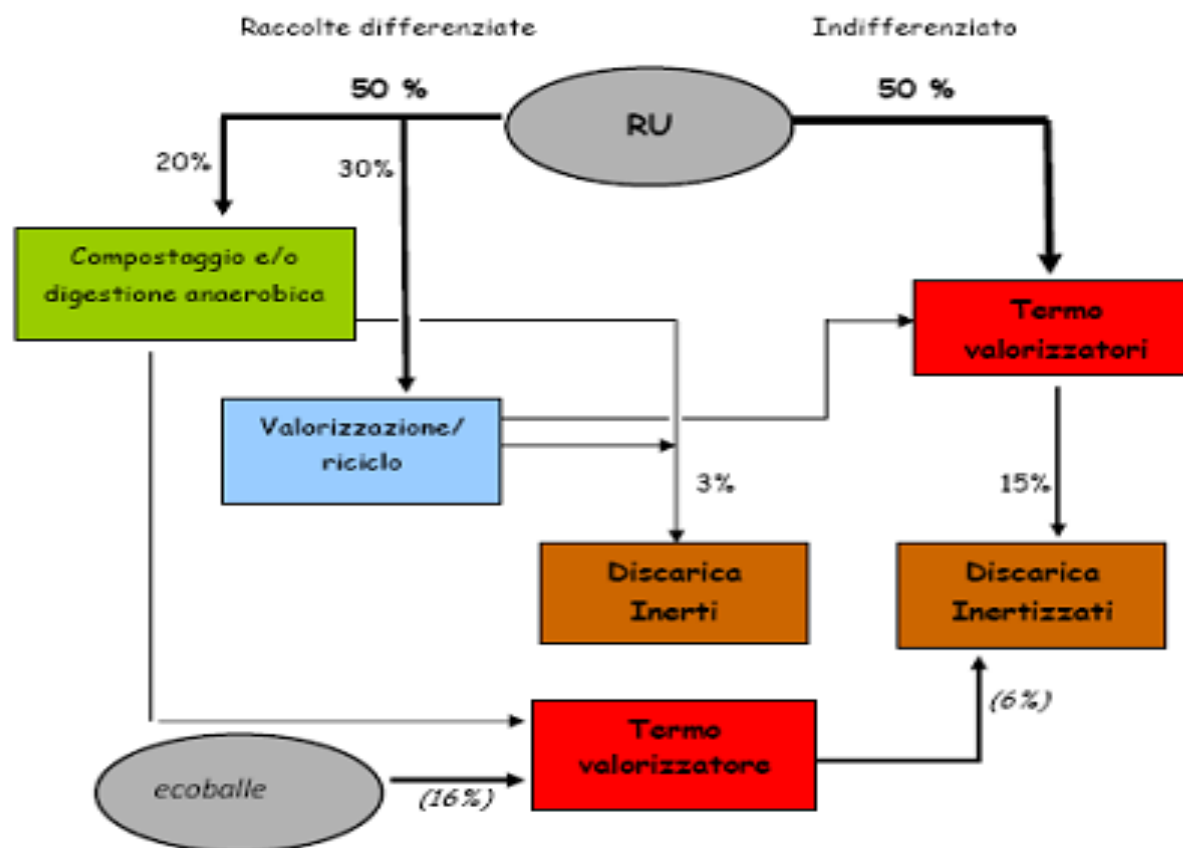 Raccolte differenziate
Indifferenziato
50 %
50 %
RU
20%
30%
Compostaggio e/o
digestione anaerobica
Termo
valorizzatori
Valorizzazione/
riciclo
3%
15%
Discarica
Inerti
Discarica
Inertizzati
(6%)
Termo
valorizzatore
ecoballe
(16%)